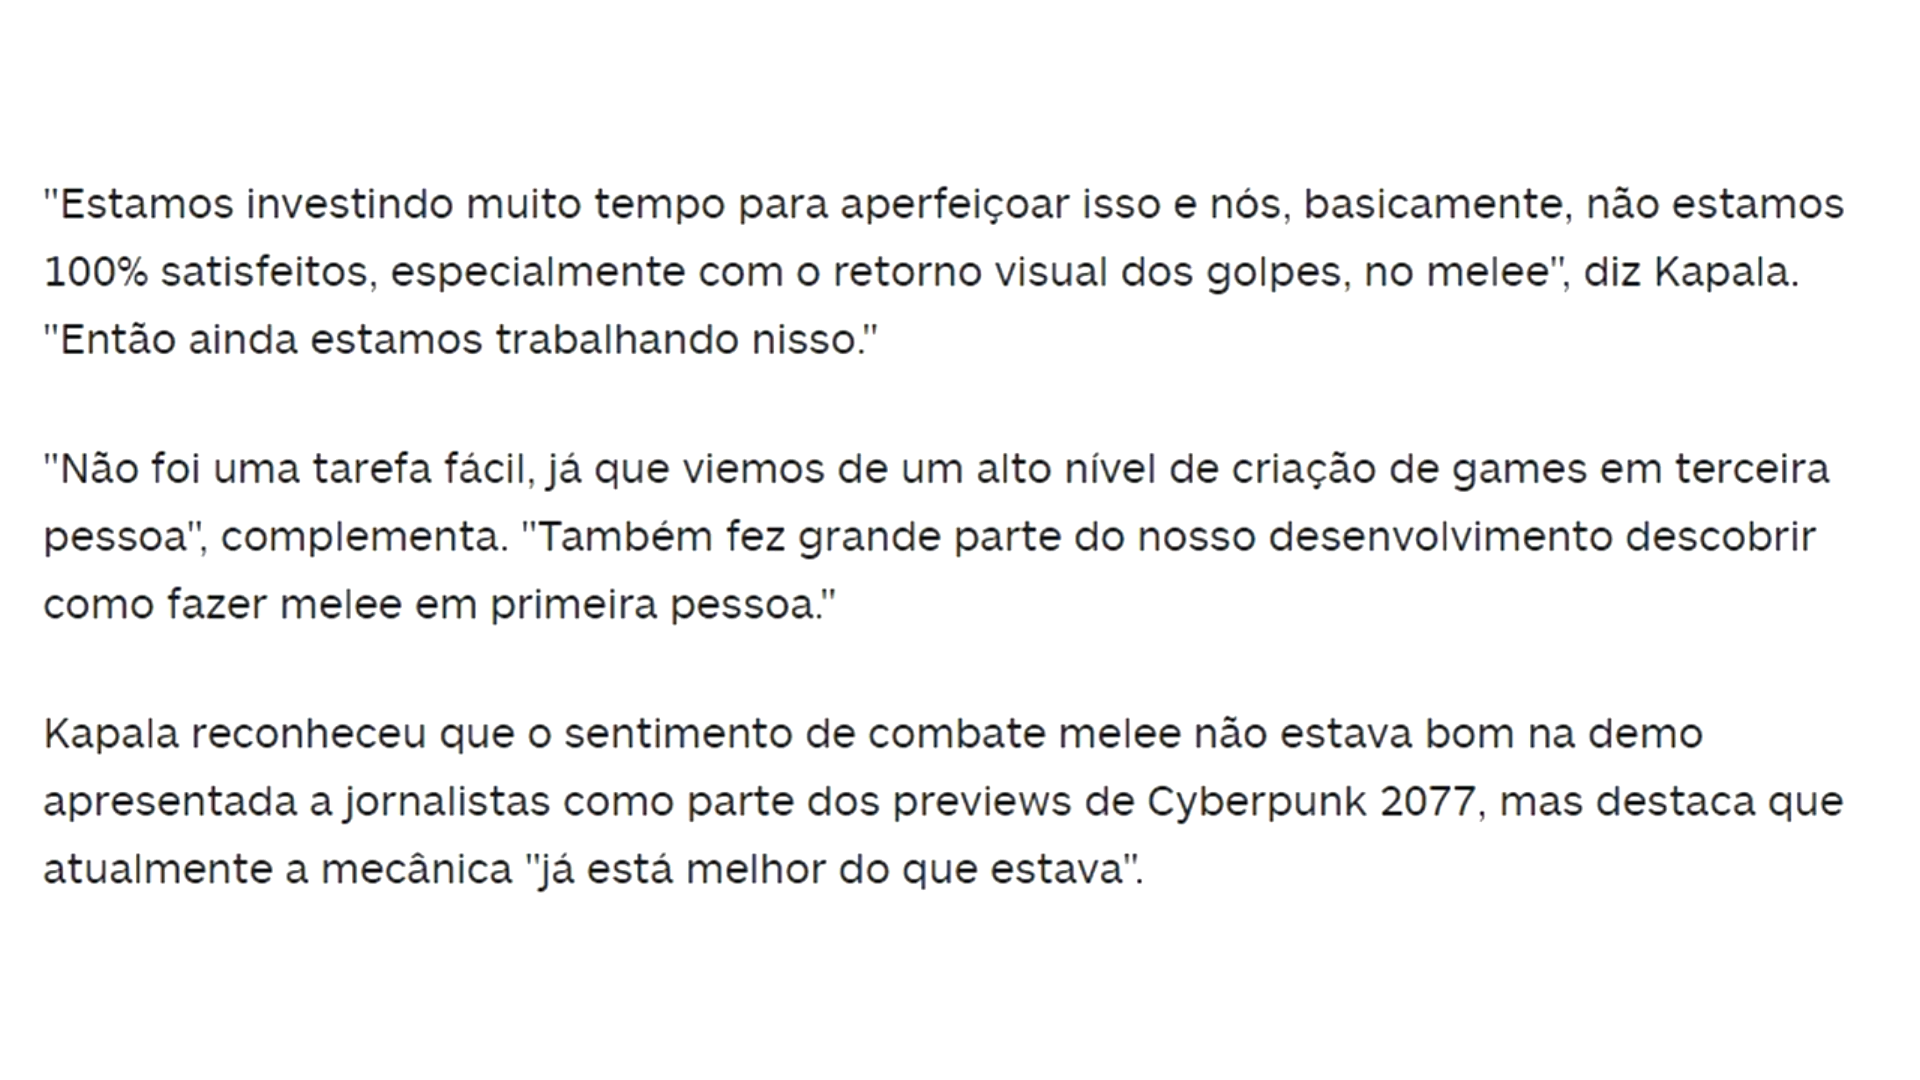 "Estamos investindo muito tempo para aperfeiçoar isso e nós, basicamente, não estamos
100% satisfeitos, especialmente com o retorno visual dos golpes, no melee", diz Kapala.
"Então ainda estamos trabalhando nisso."
"Não foi uma tarefa fácil, já que viemos de um alto nível de criação de games em terceira
pessoa", complementa. "Também fez grande parte do nosso desenvolvimento descobrir
como fazer melee em primeira pessoa."
Kapala reconheceu que o sentimento de combate melee não estava bom na demo
apresentada a jornalistas como parte dos previews de Cyberpunk 2077, mas destaca que
atualmente a mecânica "já está melhor do que estava".